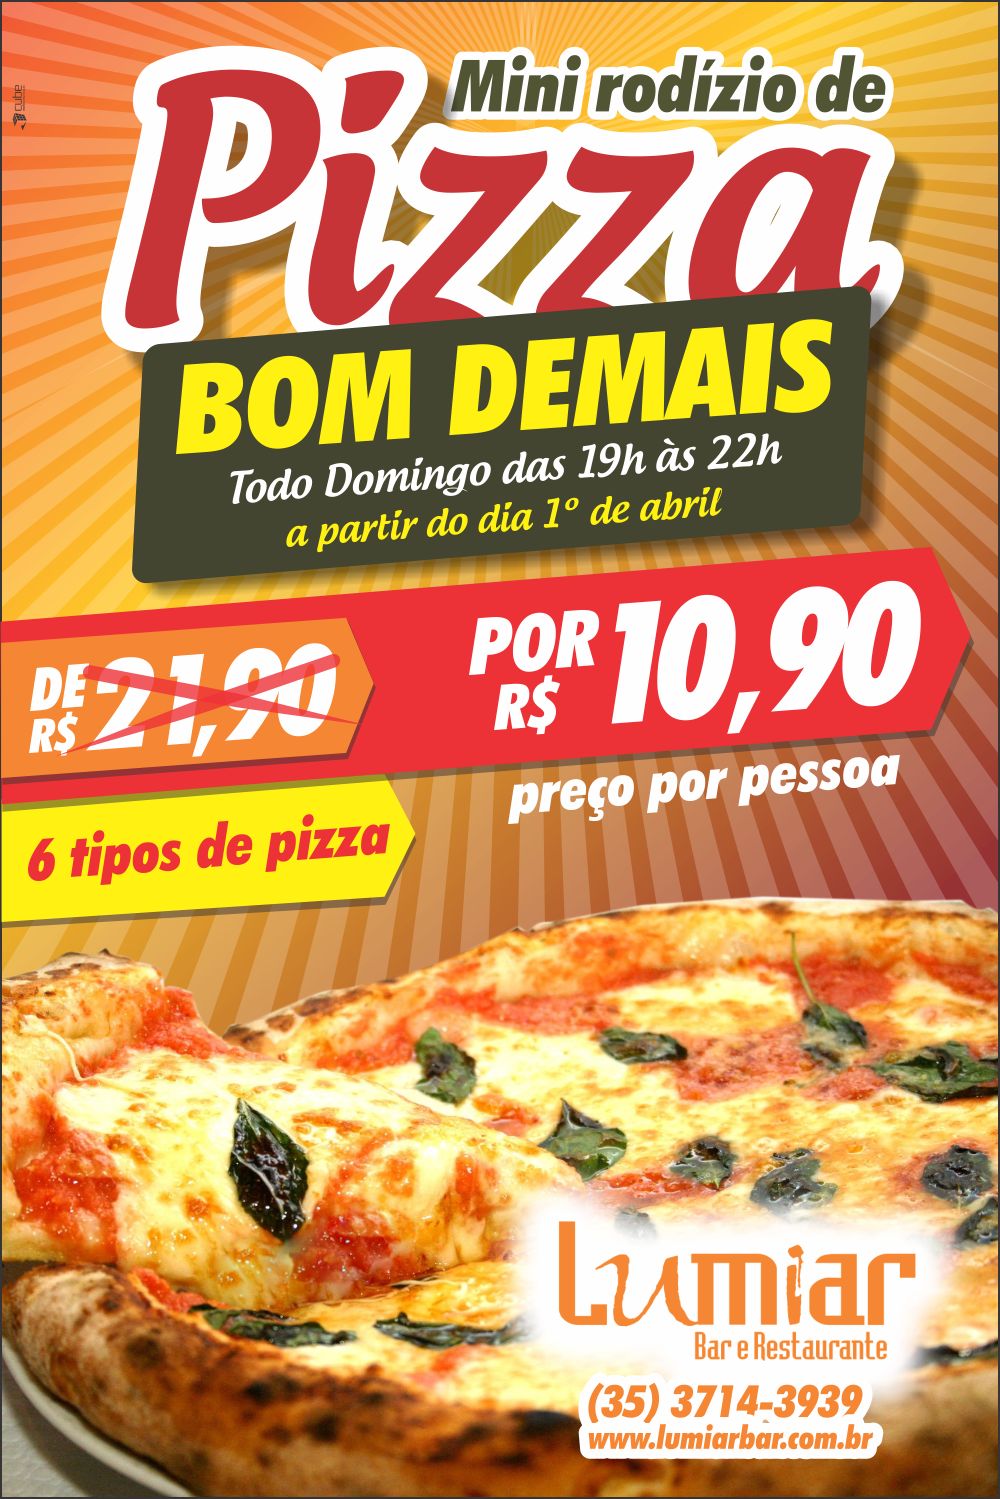 cube
Mini rodízio de
Pizza
BOM DEMAIS
Todo Domingo das 19h às 22h
a partir do dia 1º de abril
DE
R$ 21,90
POR
R$ 10,90
preço por pessoa
6 tipos de pizza
Lumiar
Bar e Restaurante
(35) 3714-3939
www.lumiarbar.com.br